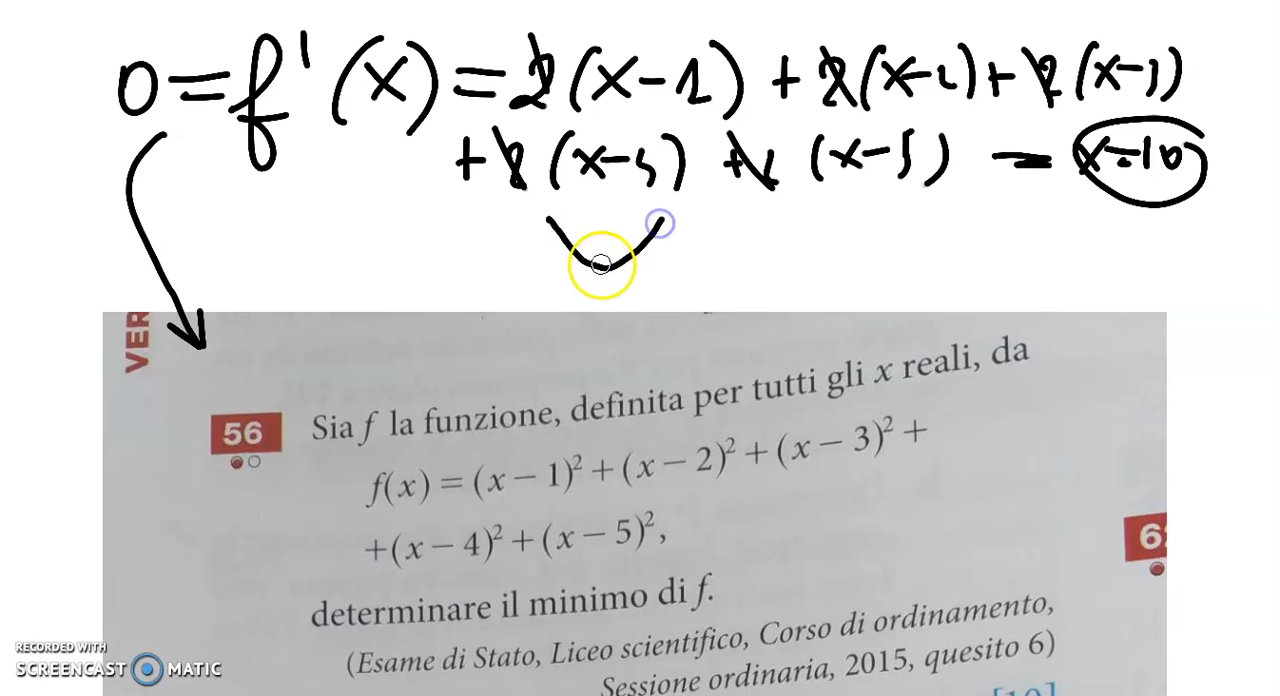 0 = f'(x) = 2(x-1) + 2(x-2) + 2(x-3)
+ 2(x-4) + 2(x-5) = x-10
VER
56
Sia f la funzione, definita per tutti gli x reali, da
f(x) = (x − 1)² + (x − 2)² + (x − 3)² +
+(x − 4)² + (x − 5)²,
determinare il minimo di f.
(Esame di Stato, Liceo scientifico, Corso di ordinamento,
Sessione ordinaria, 2015, quesito 6)
[10]
RECORDED WITH
SCREENCAST MATIC